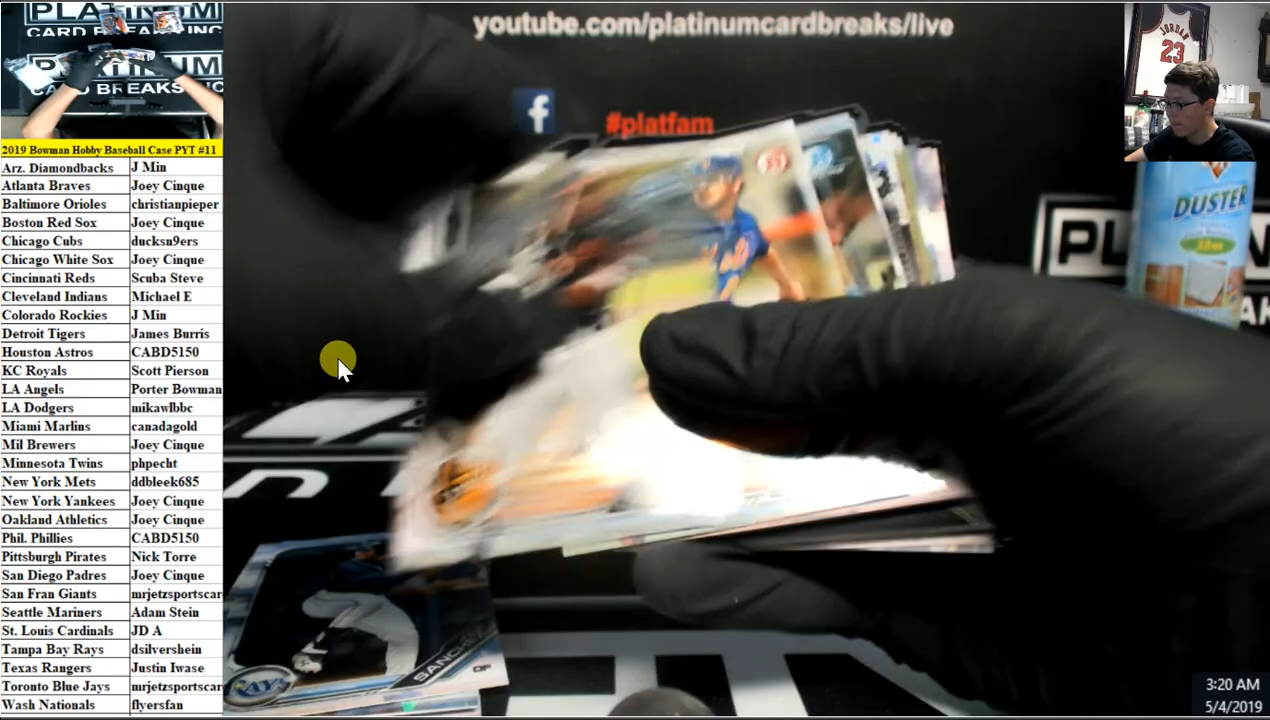 PLATINUM
CARD BREAKS INC
PLATINUM
CARD BREAKS INC
youtube.com/platinumcardbreaks/live
#platfam
JORDAN
23
DUSTER
2019 Bowman Hobby Baseball Case PYT #11
Arz. Diamondbacks J Min
Atlanta Braves Joey Cinque
Baltimore Orioles christianpieper
Boston Red Sox Joey Cinque
Chicago Cubs ducksn9ers
Chicago White Sox Joey Cinque
Cincinnati Reds Scuba Steve
Cleveland Indians Michael E
Colorado Rockies J Min
Detroit Tigers James Burris
Houston Astros CABD5150
KC Royals Scott Pierson
LA Angels Porter Bowman
LA Dodgers mikawlbbc
Miami Marlins canadagold
Mil Brewers Joey Cinque
Minnesota Twins phpecht
New York Mets ddbleek685
New York Yankees Joey Cinque
Oakland Athletics Joey Cinque
Phil. Phillies CABD5150
Pittsburgh Pirates Nick Torre
San Diego Padres Joey Cinque
San Fran Giants mrjetzsportscar
Seattle Mariners Adam Stein
St. Louis Cardinals JD A
Tampa Bay Rays dsilvershein
Texas Rangers Justin Iwase
Toronto Blue Jays mrjetzsportscar
Wash Nationals flyersfan
PL
RAYS
OF
3:20 AM
5/4/2019